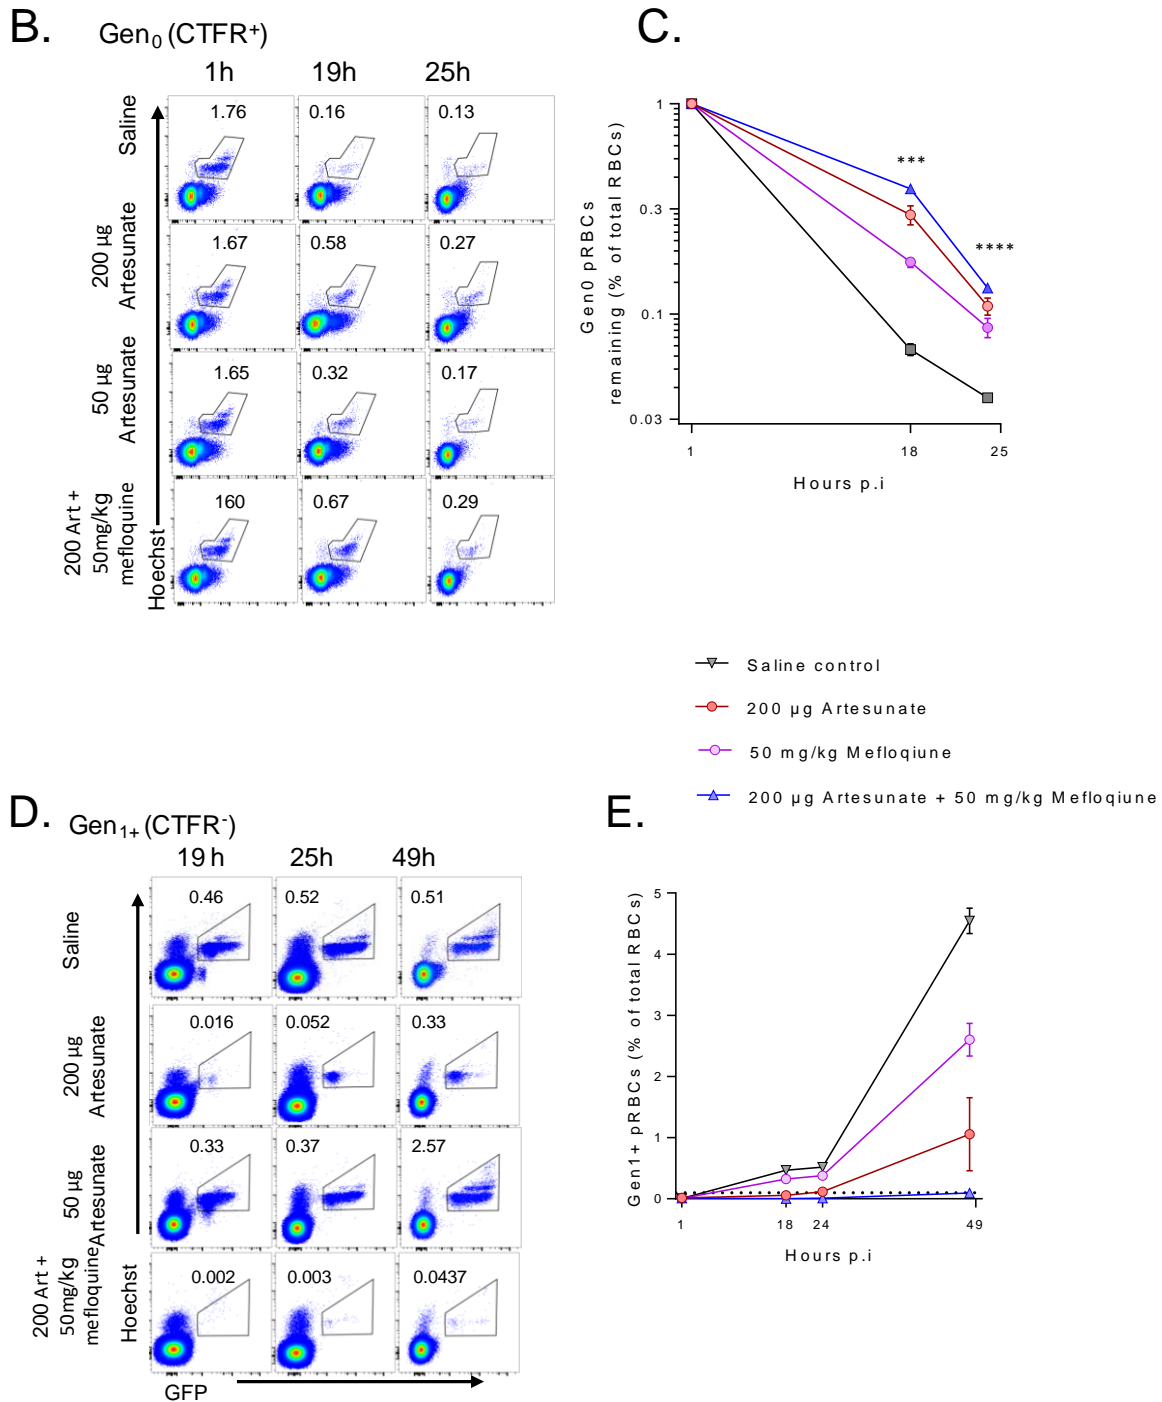 B.
Gen0 (CTFR+)
1h 19h 25h
Saline
1.76 0.16 0.13
200 µg
Artesunate
1.67 0.58 0.27
50 µg
Artesunate
1.65 0.32 0.17
200 Art +
50mg/kg
mefloquine
160 0.67 0.29
Hoechst
C.
Gen0 pRBCs
remaining (% of total RBCs)
1
0.3
0.1
0.03
***
****
1 18 25
Hours p.i
Saline control
200 µg Artesunate
50 mg/kg Mefloqiune
200 µg Artesunate + 50 mg/kg Mefloqiune
D.
Gen1+ (CTFR-)
19 h 25h 49h
Saline
0.46 0.52 0.51
200 µg
Artesunate
0.016 0.052 0.33
50 µg
Artesunate
0.33 0.37 2.57
200 Art +
50mg/kg
mefloquine
0.002 0.003 0.0437
Hoechst
GFP
E.
Gen1+ pRBCs (% of total RBCs)
5
4
3
2
1
0
1 18 24 49
Hours p.i